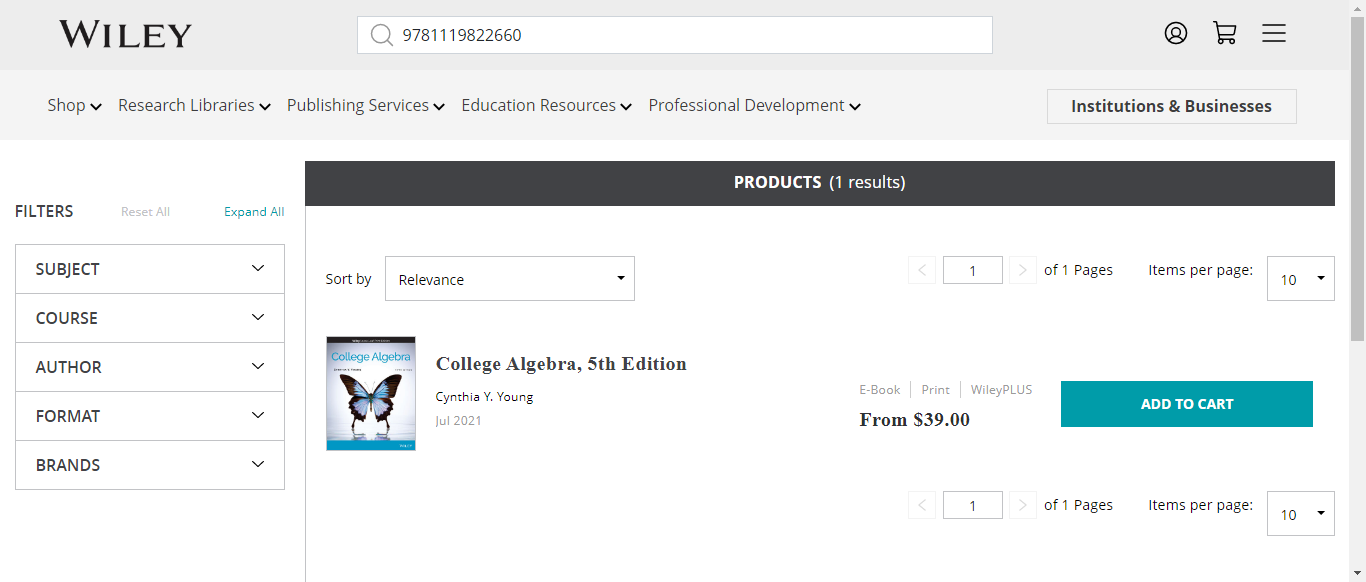 WILEY
9781119822660
Shop Research Libraries Publishing Services Education Resources Professional Development
Institutions & Businesses
PRODUCTS (1 results)
FILTERS Reset All Expand All
SUBJECT
COURSE
AUTHOR
FORMAT
BRANDS
Sort by Relevance
1 of 1 Pages Items per page: 10
College Algebra
College Algebra, 5th Edition
Cynthia Y. Young
Jul 2021
E-Book Print WileyPLUS
From $39.00
ADD TO CART
1 of 1 Pages Items per page: 10